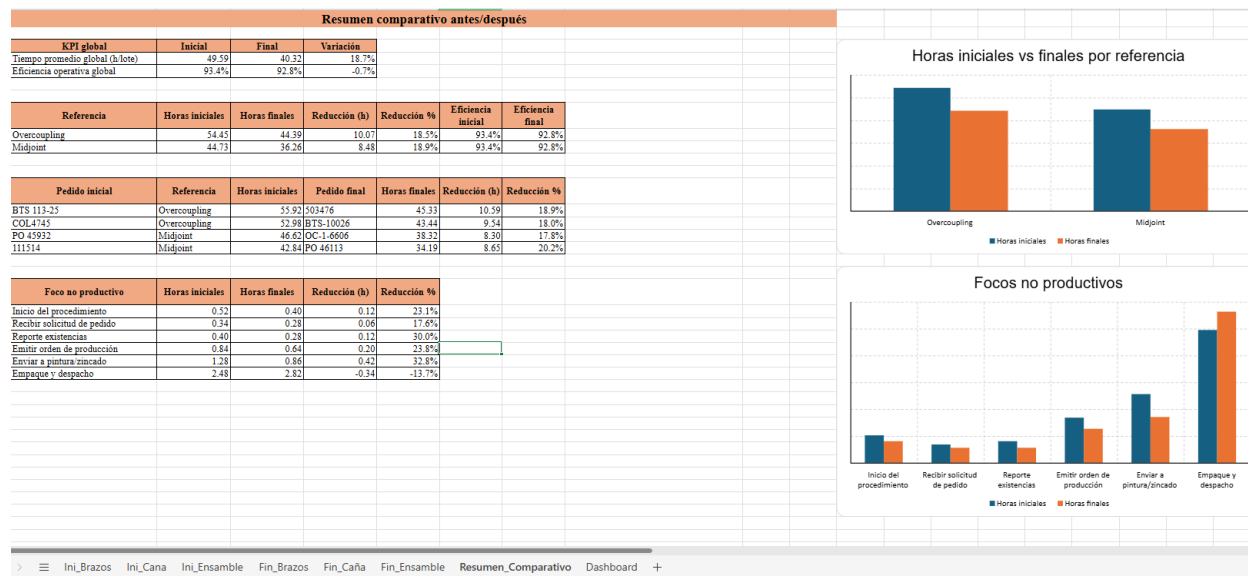 Resumen comparativo antes/después
KPI global Inicial Final Variación
Tiempo promedio global (h/lote) 49.59 40.32 18.7%
Eficiencia operativa global 93.4% 92.8% -0.7%
Referencia Horas iniciales Horas finales Reducción (h) Reducción % Eficiencia inicial Eficiencia final
Overcoupling 54.45 44.39 10.07 18.5% 93.4% 92.8%
Midjoint 44.73 36.26 8.48 18.9% 93.4% 92.8%
Pedido inicial Referencia Horas iniciales Pedido final Horas finales Reducción (h) Reducción %
BTS 113-25 Overcoupling 55.92 503476 45.33 10.59 18.9%
COL4745 Overcoupling 52.98 BTS-10026 43.44 9.54 18.0%
PO 45932 Midjoint 46.62 OC-1-6606 38.32 8.30 17.8%
111514 Midjoint 42.84 PO 46113 34.19 8.65 20.2%
Foco no productivo Horas iniciales Horas finales Reducción (h) Reducción %
Inicio del procedimiento 0.52 0.40 0.12 23.1%
Recibir solicitud de pedido 0.34 0.28 0.06 17.6%
Reporte existencias 0.40 0.28 0.12 30.0%
Emitir orden de producción 0.84 0.64 0.20 23.8%
Enviar a pintura/zincado 1.28 0.86 0.42 32.8%
Empaque y despacho 2.48 2.82 -0.34 -13.7%
Horas iniciales vs finales por referencia
Overcoupling Midjoint
Horas iniciales Horas finales
Focos no productivos
Inicio del procedimiento Recibir solicitud de pedido Reporte existencias Emitir orden de producción Enviar a pintura/zincado Empaque y despacho
Horas iniciales Horas finales
Ini_Brazos Ini_Cana Ini_Ensamble Fin_Brazos Fin_Caña Fin_Ensamble Resumen_Comparativo Dashboard